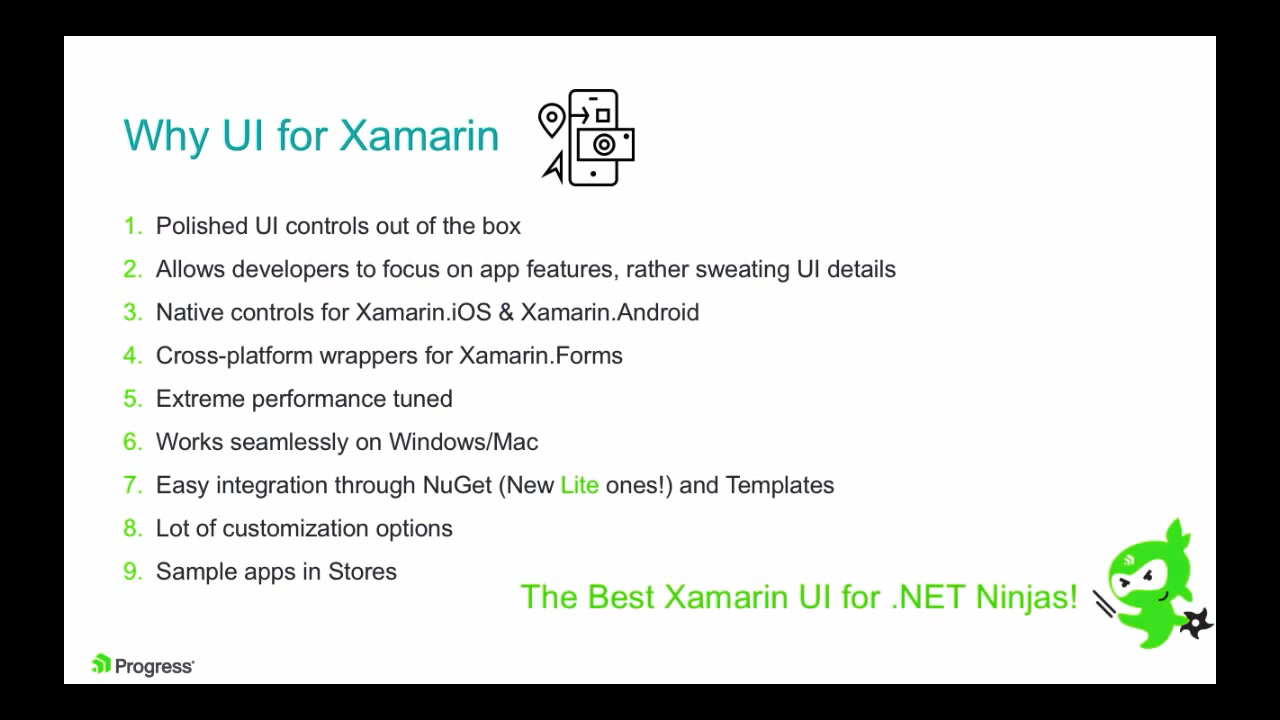 Why UI for Xamarin
1. Polished UI controls out of the box
2. Allows developers to focus on app features, rather sweating UI details
3. Native controls for Xamarin.iOS & Xamarin.Android
4. Cross-platform wrappers for Xamarin.Forms
5. Extreme performance tuned
6. Works seamlessly on Windows/Mac
7. Easy integration through NuGet (New Lite ones!) and Templates
8. Lot of customization options
9. Sample apps in Stores
The Best Xamarin UI for .NET Ninjas!
Progress